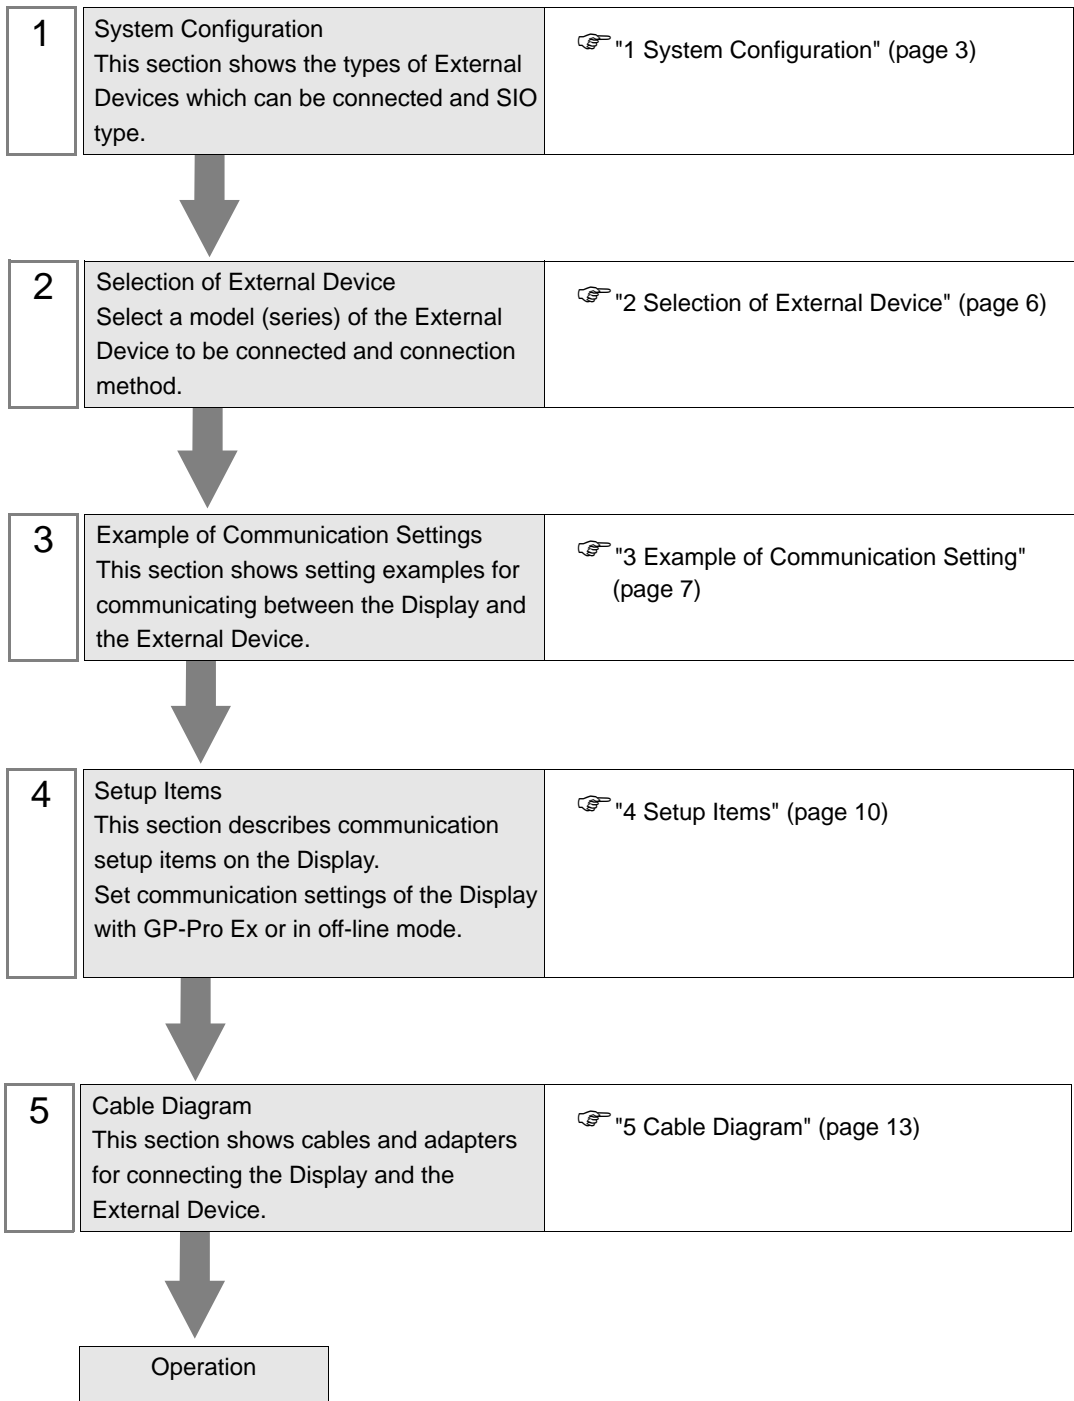 1
System Configuration
This section shows the types of External
Devices which can be connected and SIO
type.
"1 System Configuration" (page 3)
2
Selection of External Device
Select a model (series) of the External
Device to be connected and connection
method.
"2 Selection of External Device" (page 6)
3
Example of Communication Settings
This section shows setting examples for
communicating between the Display and
the External Device.
"3 Example of Communication Setting"
(page 7)
4
Setup Items
This section describes communication
setup items on the Display.
Set communication settings of the Display
with GP-Pro Ex or in off-line mode.
"4 Setup Items" (page 10)
5
Cable Diagram
This section shows cables and adapters
for connecting the Display and the
External Device.
"5 Cable Diagram" (page 13)
Operation